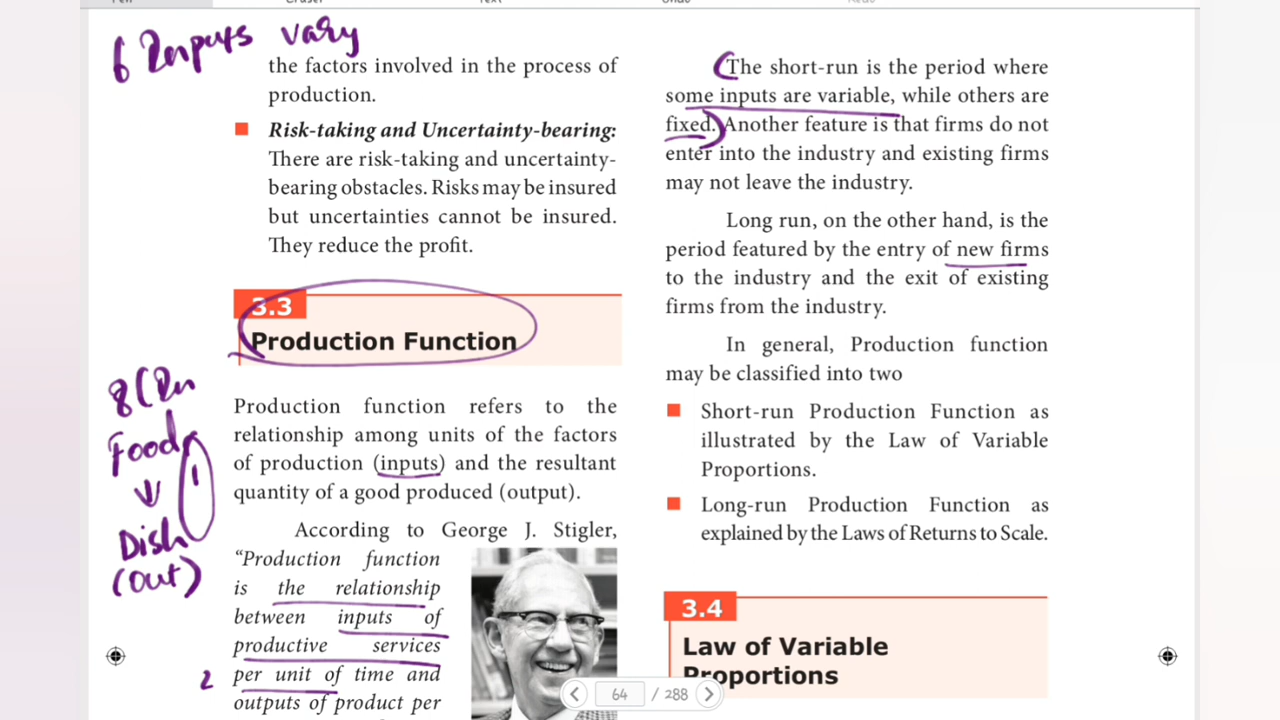 6 Inputs vary
the factors involved in the process of
production.
Risk-taking and Uncertainty-bearing:
There are risk-taking and uncertainty-
bearing obstacles. Risks may be insured
but uncertainties cannot be insured.
They reduce the profit.
3.3
Production Function
8 (In
Food
Dish
(out)
Production function refers to the
relationship among units of the factors
of production (inputs) and the resultant
quantity of a good produced (output).
According to George J. Stigler,
“Production function
is the relationship
between inputs of
productive services
2
per unit of time and
outputs of product per
The short-run is the period where
some inputs are variable, while others are
fixed. Another feature is that firms do not
enter into the industry and existing firms
may not leave the industry.
Long run, on the other hand, is the
period featured by the entry of new firms
to the industry and the exit of existing
firms from the industry.
In general, Production function
may be classified into two
Short-run Production Function as
illustrated by the Law of Variable
Proportions.
Long-run Production Function as
explained by the Laws of Returns to Scale.
3.4
Law of Variable
Proportions
64 / 288